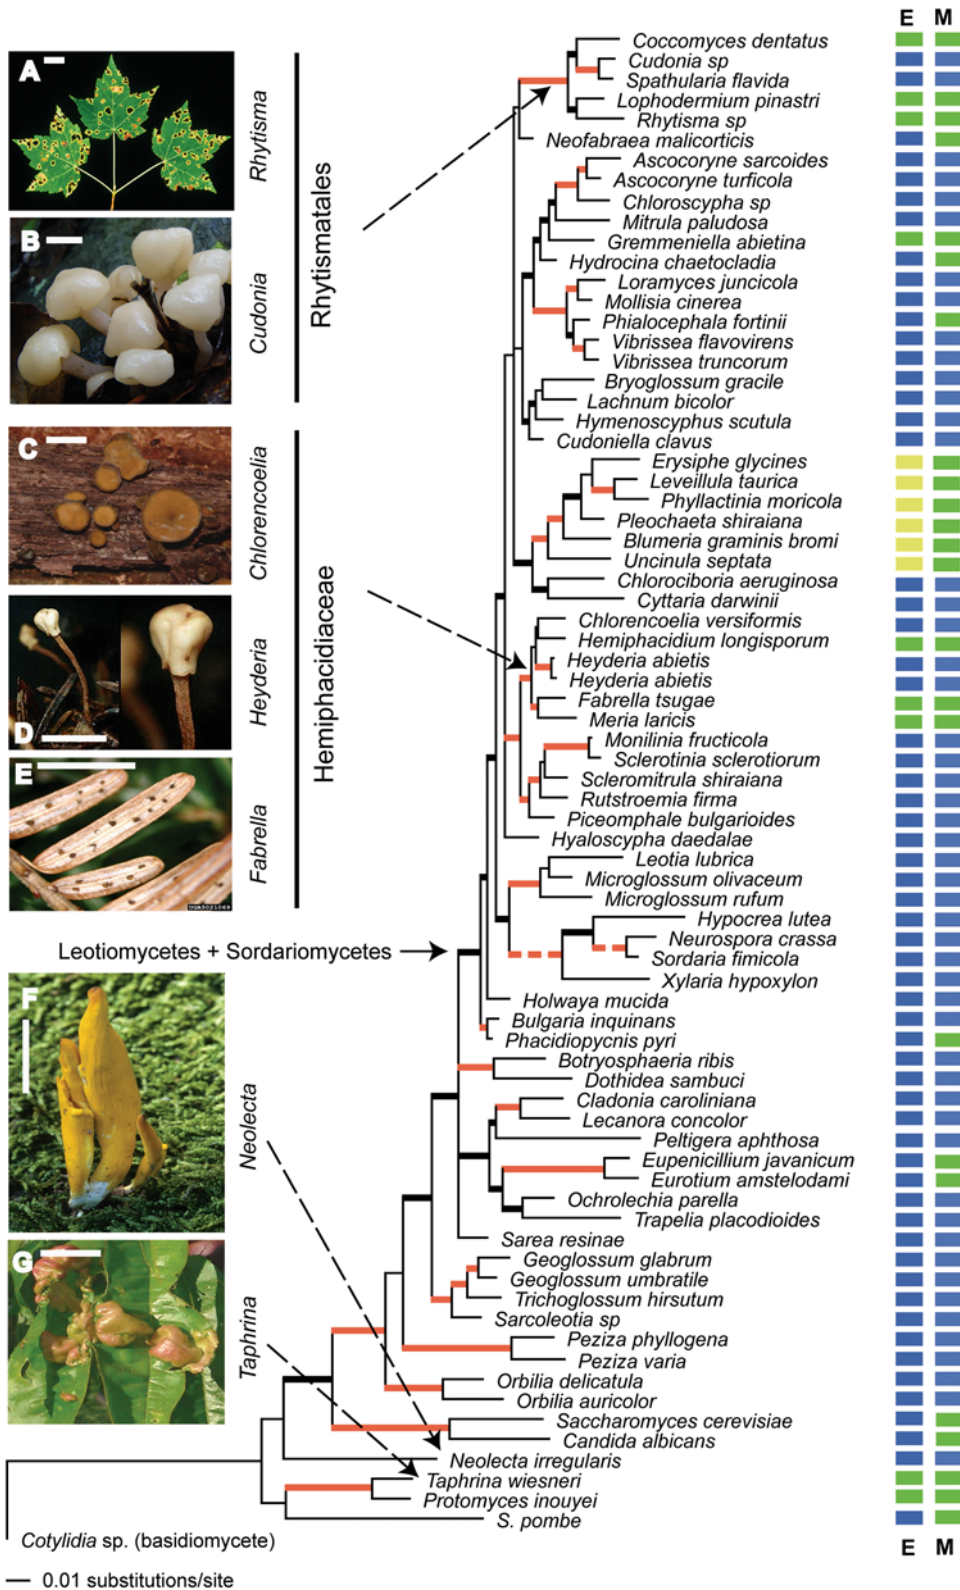 E M
Coccomyces dentatus
Cudonia sp
Spathularia flavida
Lophodermium pinastri
Rhytisma sp
Neofabraea malicorticis
Ascocoryne sarcoides
Ascocoryne turficola
Chloroscypha sp
Mitrula paludosa
Gremmeniella abietina
Hydrocina chaetocladia
Loramyces juncicola
Mollisia cinerea
Phialocephala fortinii
Vibrissea flavovirens
Vibrissea truncorum
Bryoglossum gracile
Lachnum bicolor
Hymenoscyphus scutula
Cudoniella clavus
Erysiphe glycines
Leveillula taurica
Phyllactinia moricola
Pleochaeta shiraiana
Blumeria graminis bromi
Uncinula septata
Chlorociboria aeruginosa
Cyttaria darwinii
Chlorencoelia versiformis
Hemiphacidium longisporum
Heyderia abietis
Heyderia abietis
Fabrella tsugae
Meria laricis
Monilinia fructicola
Sclerotinia sclerotiorum
Scleromitrula shiraiana
Rutstroemia firma
Piceomphale bulgarioides
Hyaloscypha daedalae
Leotia lubrica
Microglossum olivaceum
Microglossum rufum
Hypocrea lutea
Neurospora crassa
Sordaria fimicola
Xylaria hypoxylon
Holwaya mucida
Bulgaria inquinans
Phacidiopycnis pyri
Botryosphaeria ribis
Dothidea sambuci
Cladonia caroliniana
Lecanora concolor
Peltigera aphthosa
Eupenicillium javanicum
Eurotium amstelodami
Ochrolechia parella
Trapelia placodioides
Sarea resinae
Geoglossum glabrum
Geoglossum umbratile
Trichoglossum hirsutum
Sarcoleotia sp
Peziza phyllogena
Peziza varia
Orbilia delicatula
Orbilia auricolor
Saccharomyces cerevisiae
Candida albicans
Neolecta irregularis
Taphrina wiesneri
Protomyces inouyei
S. pombe
E M
A
Rhytisma
B
Cudonia
Rhytismatales
C
Chlorencoelia
D
Heyderia
E
Fabrella
Hemiphacidiaceae
Leotiomycetes + Sordariomycetes
F
Neolecta
G
Taphrina
Cotylidia sp. (basidiomycete)
0.01 substitutions/site